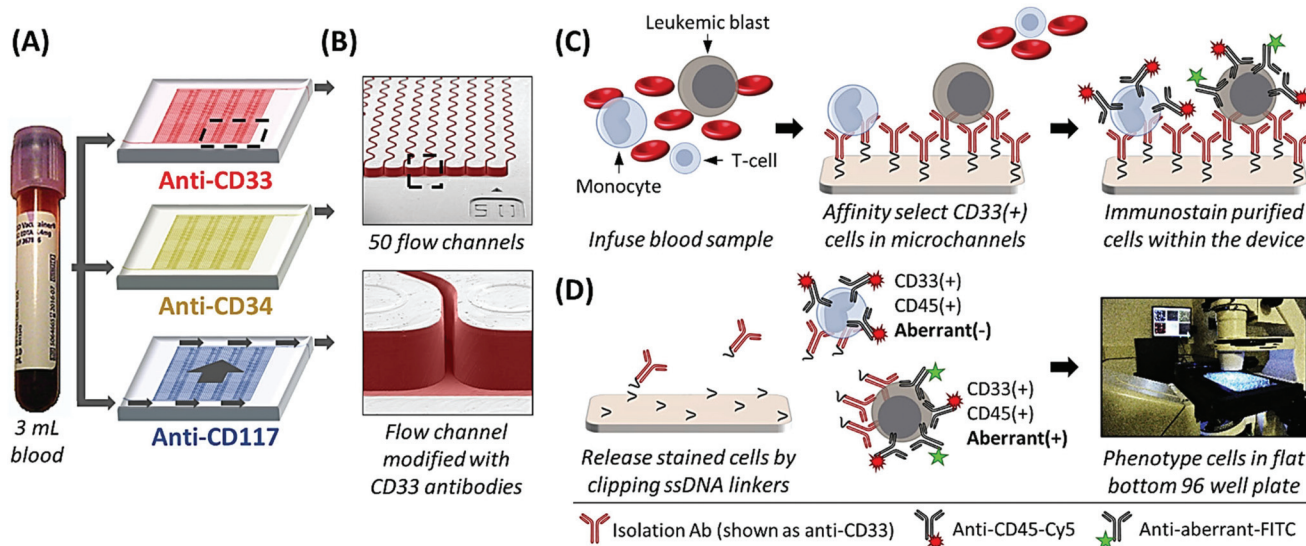 (A)
Anti-CD33
Anti-CD34
Anti-CD117
3 mL
blood
(B)
50 flow channels
Flow channel
modified with
CD33 antibodies
(C)
Leukemic blast
T-cell
Monocyte
Infuse blood sample
Affinity select CD33(+)
cells in microchannels
Immunostain purified
cells within the device
(D)
CD33(+)
CD45(+)
Aberrant(-)
CD33(+)
CD45(+)
Aberrant(+)
Release stained cells by
clipping ssDNA linkers
Phenotype cells in flat
bottom 96 well plate
Isolation Ab (shown as anti-CD33)
Anti-CD45-Cy5
Anti-aberrant-FITC